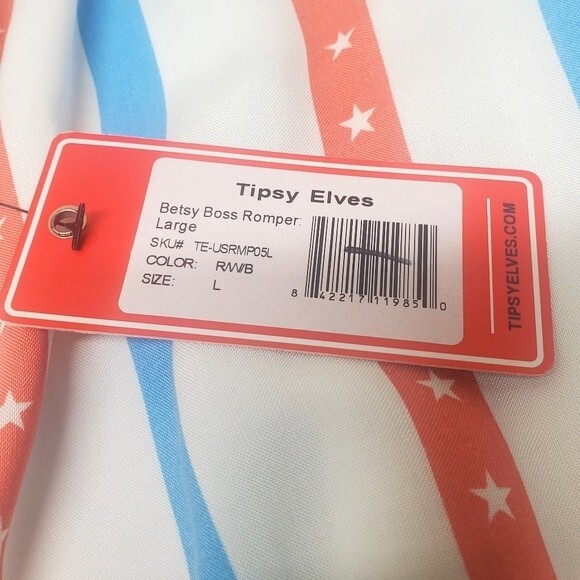 Tipsy Elves
Betsy Boss Romper:
Large
SKU# TE-USRMP05L
COLOR: R/W/B
SIZE: L
8 42217 11985 0
TIPSYELVES.COM